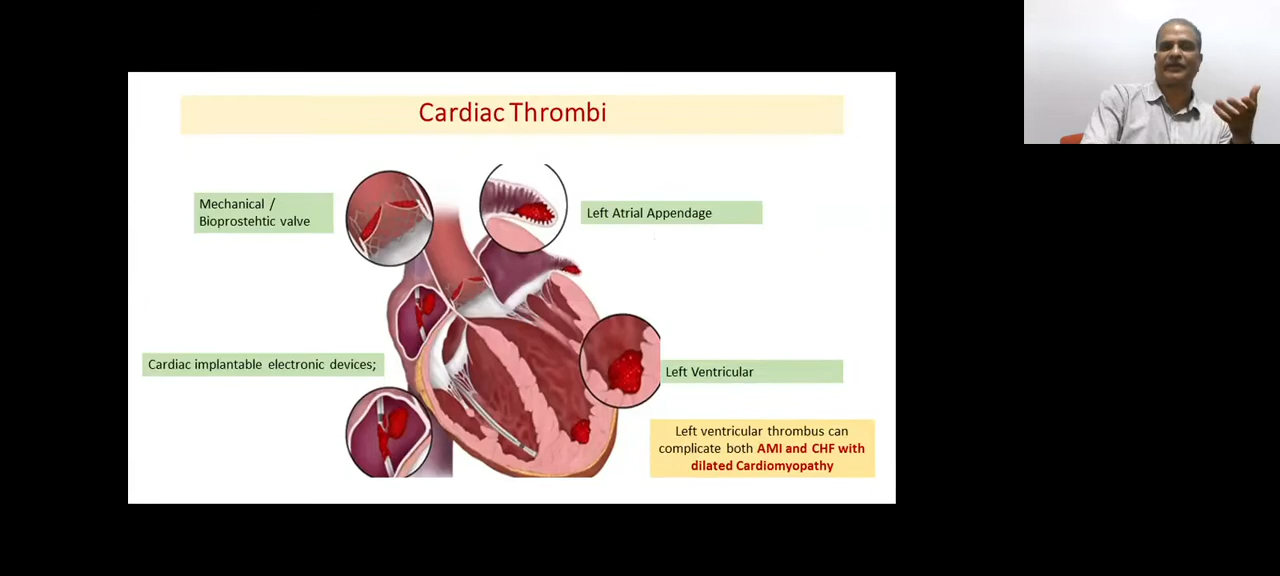 Cardiac Thrombi
Mechanical /
Bioprostehtic valve
Left Atrial Appendage
Cardiac implantable electronic devices;
Left Ventricular
Left ventricular thrombus can
complicate both AMI and CHF with
dilated Cardiomyopathy